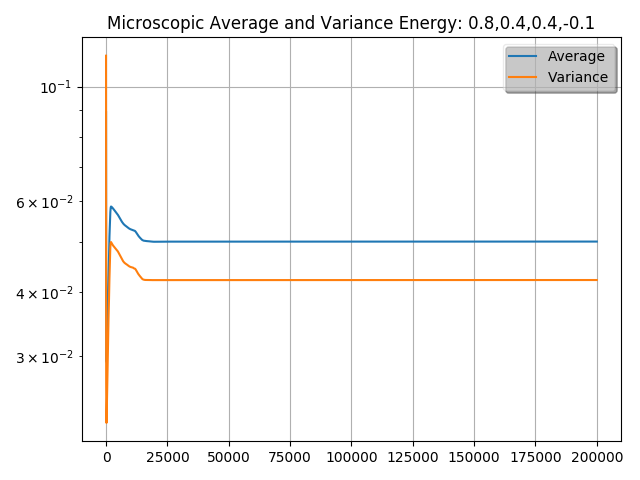 Microscopic Average and Variance Energy: 0.8,0.4,0.4,-0.1
Average
Variance
10⁻¹
6 × 10⁻²
4 × 10⁻²
3 × 10⁻²
0 25000 50000 75000 100000 125000 150000 175000 200000